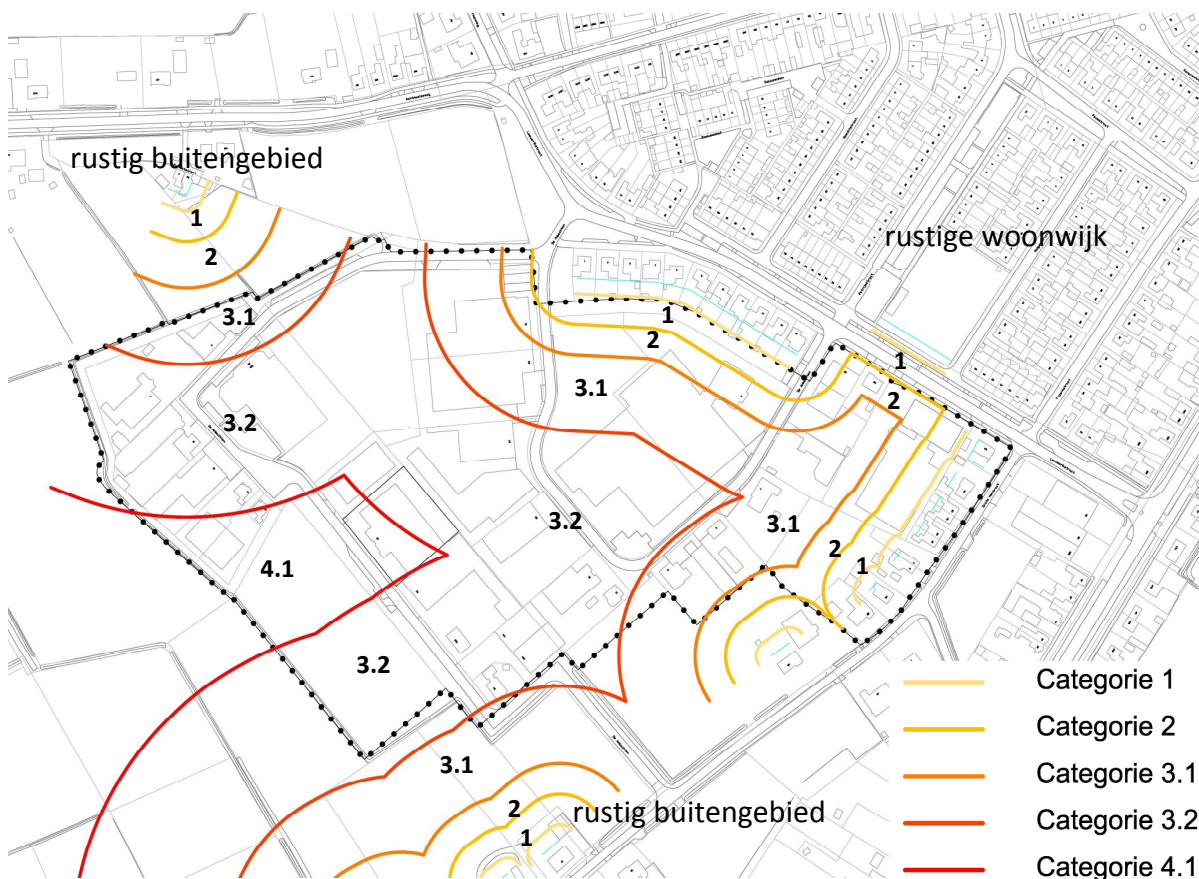 rustig buitengebied
rustige woonwijk
1
2
3.1
1
2
3.1
1
2
3.2
3.2
3.1
2
1
4.1
3.2
3.1
2
1
rustig buitengebied
Categorie 1
Categorie 2
Categorie 3.1
Categorie 3.2
Categorie 4.1